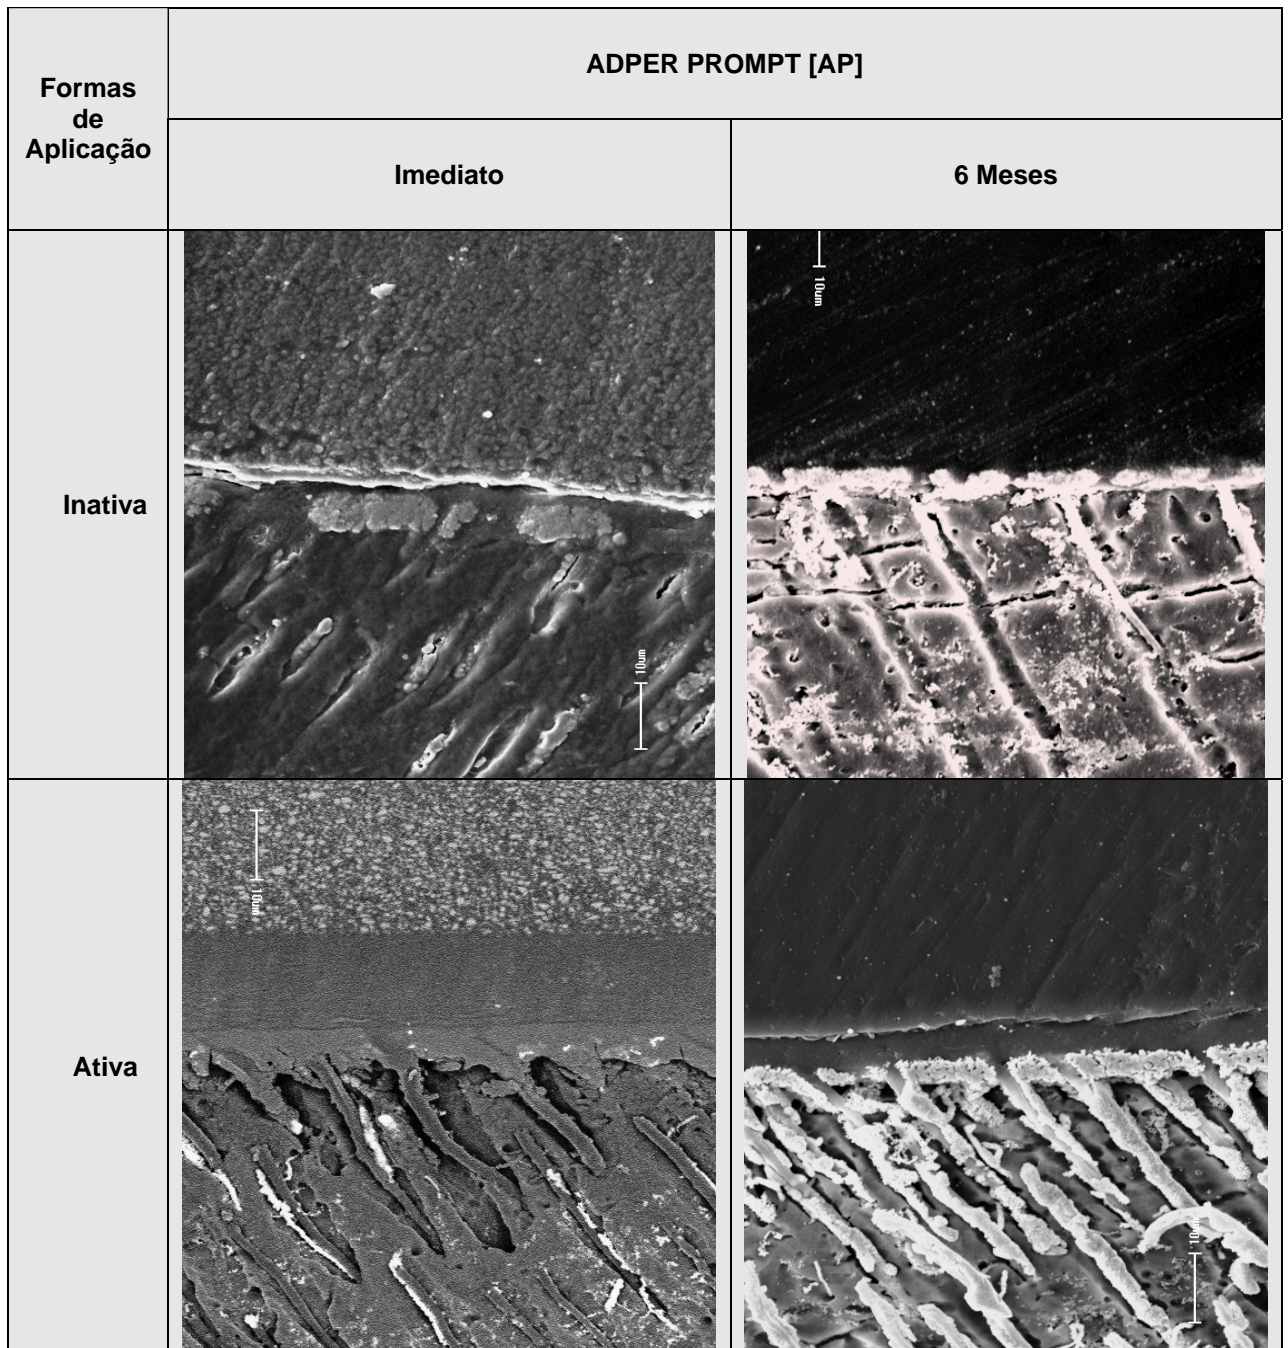 Formas
de
Aplicação
ADPER PROMPT [AP]
Imediato
6 Meses
Inativa
10um
10um
Ativa
10um
10um